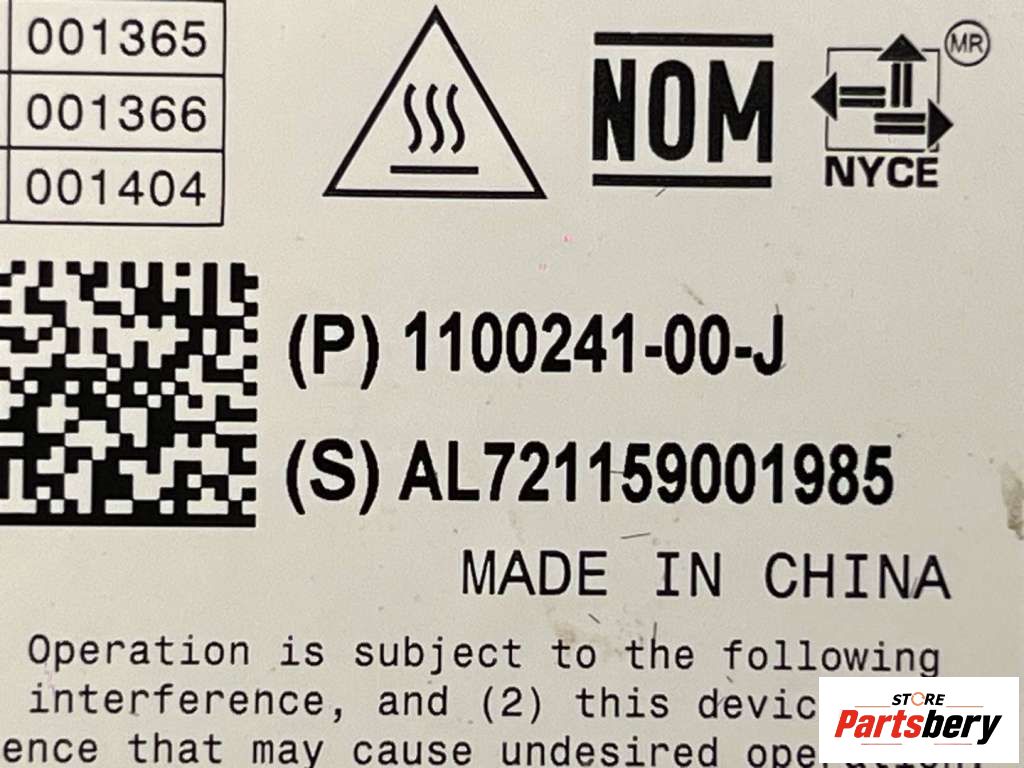 001365
001366
001404
NOM
MR
NYCE
(P) 1100241-00-J
(S) AL721159001985
MADE IN CHINA
Operation is subject to the following
interference, and (2) this devic
ence that may cause undesired operation.
STORE
Partsbery